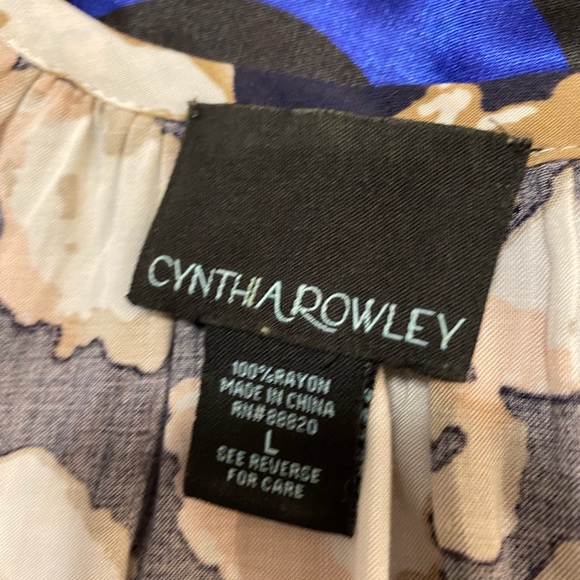 CYNTHIA ROWLEY
100% RAYON
MADE IN CHINA
RN#88820
L
SEE REVERSE
FOR CARE